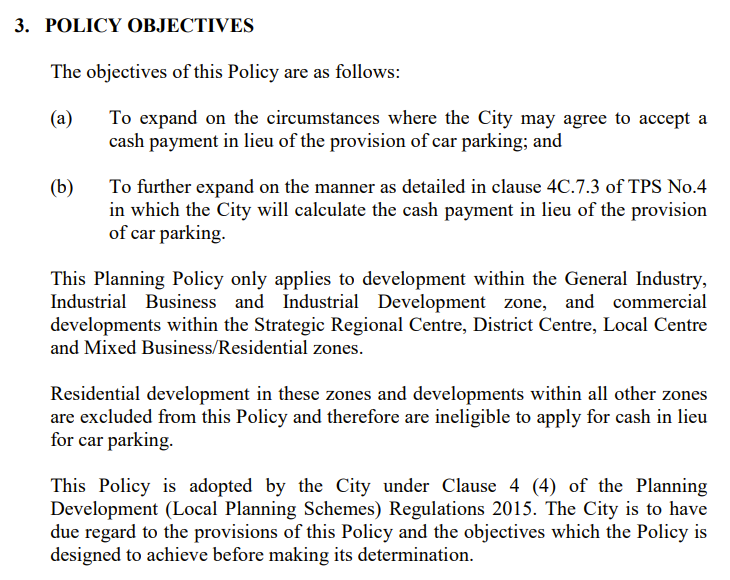 3. POLICY OBJECTIVES
The objectives of this Policy are as follows:
(a) To expand on the circumstances where the City may agree to accept a
cash payment in lieu of the provision of car parking; and
(b) To further expand on the manner as detailed in clause 4C.7.3 of TPS No.4
in which the City will calculate the cash payment in lieu of the provision
of car parking.
This Planning Policy only applies to development within the General Industry,
Industrial Business and Industrial Development zone, and commercial
developments within the Strategic Regional Centre, District Centre, Local Centre
and Mixed Business/Residential zones.
Residential development in these zones and developments within all other zones
are excluded from this Policy and therefore are ineligible to apply for cash in lieu
for car parking.
This Policy is adopted by the City under Clause 4 (4) of the Planning
Development (Local Planning Schemes) Regulations 2015. The City is to have
due regard to the provisions of this Policy and the objectives which the Policy is
designed to achieve before making its determination.